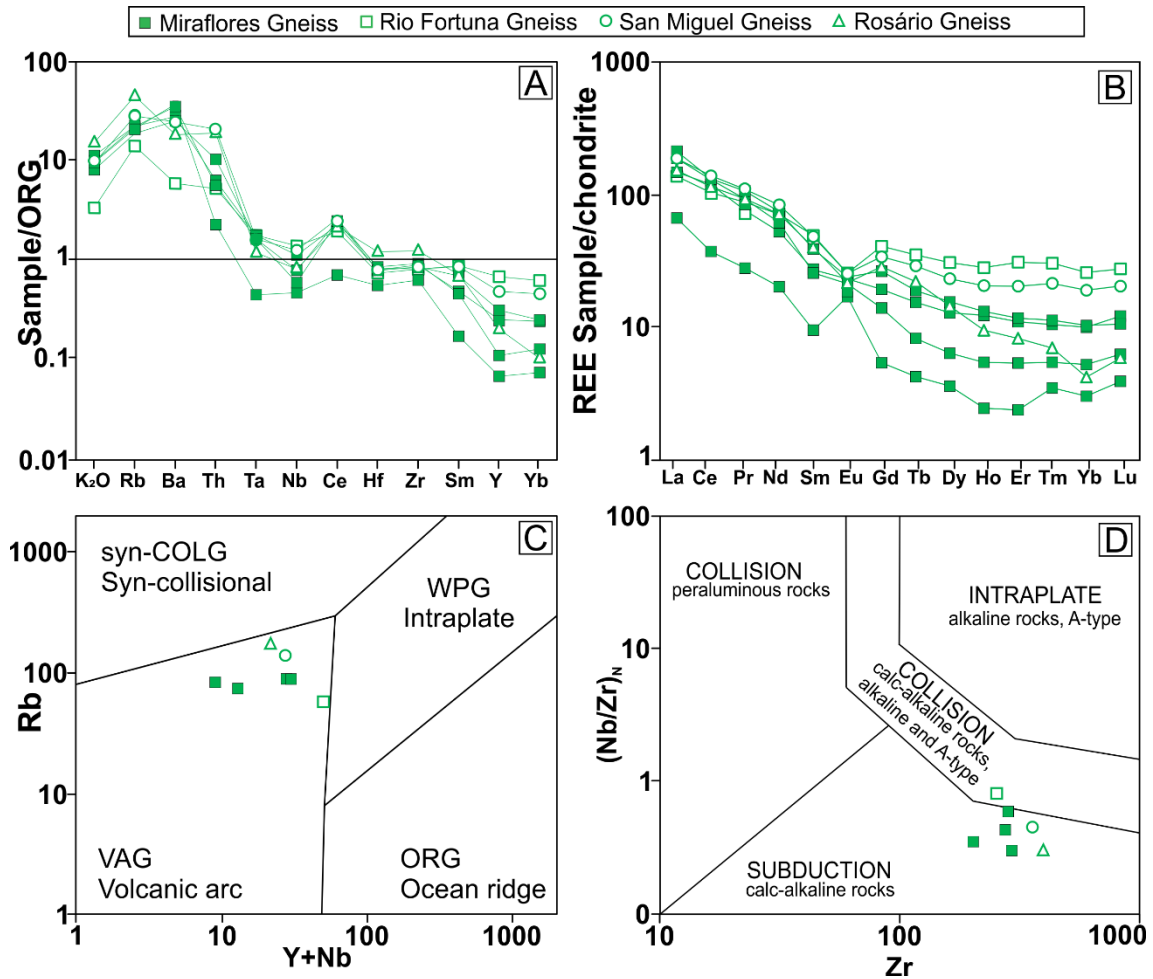 Miraflores Gneiss Rio Fortuna Gneiss San Miguel Gneiss Rosário Gneiss
A
Sample/ORG
100
10
1
0.1
0.01
K₂O Rb Ba Th Ta Nb Ce Hf Zr Sm Y Yb
B
REE Sample/chondrite
1000
100
10
1
La Ce Pr Nd Sm Eu Gd Tb Dy Ho Er Tm Yb Lu
C
Rb
1000
100
10
1
syn-COLG
Syn-collisional
WPG
Intraplate
VAG
Volcanic arc
ORG
Ocean ridge
1 10 100 1000
Y+Nb
D
(Nb/Zr)N
100
10
1
0
COLLISION
peraluminous rocks
INTRAPLATE
alkaline rocks, A-type
COLLISION
calc-alkaline rocks,
alkaline and A-type
SUBDUCTION
calc-alkaline rocks
10 100 1000
Zr